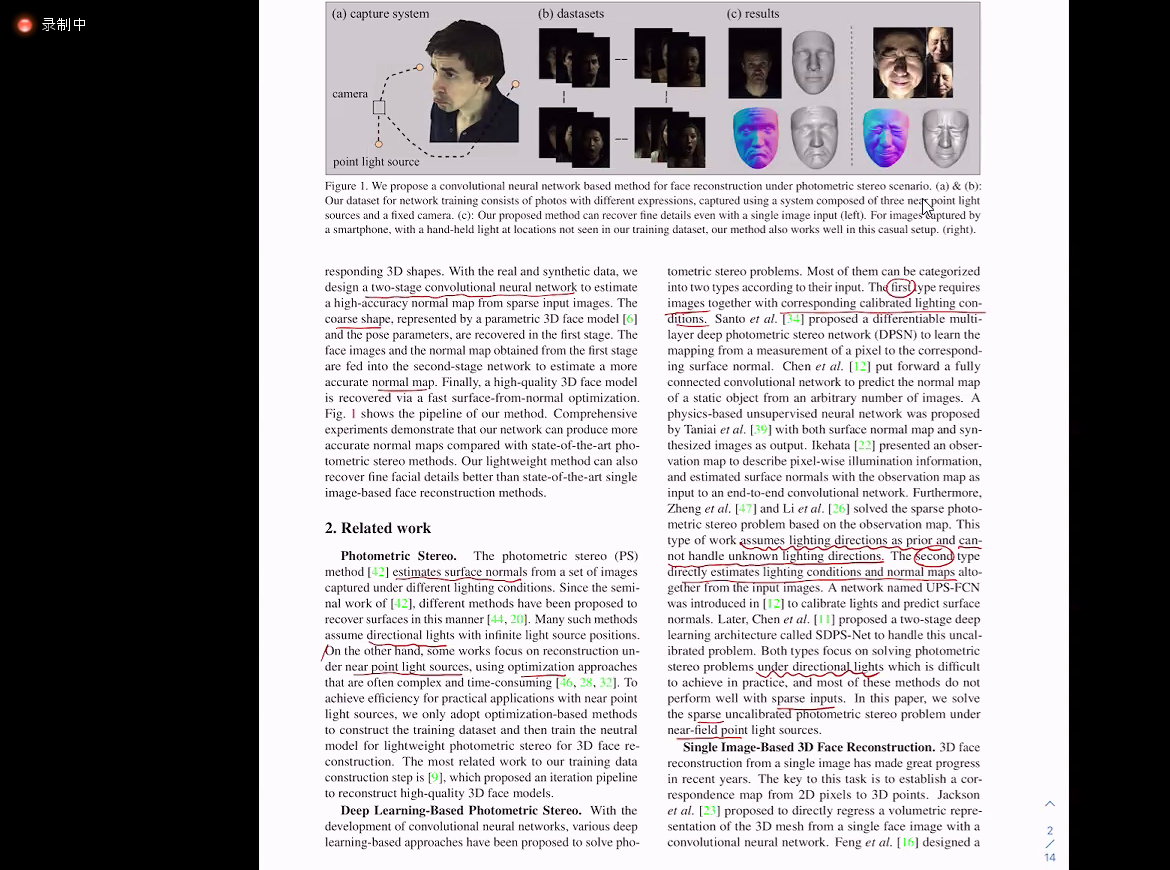 录制中
(a) capture system
(b) dastasets
(c) results
camera
point light source
Figure 1. We propose a convolutional neural network based method for face reconstruction under photometric stereo scenario. (a) & (b):
Our dataset for network training consists of photos with different expressions, captured using a system composed of three near point light
sources and a fixed camera. (c): Our proposed method can recover fine details even with a single image input (left). For images captured by
a smartphone, with a hand-held light at locations not seen in our training dataset, our method also works well in this casual setup. (right).
responding 3D shapes. With the real and synthetic data, we
design a two-stage convolutional neural network to estimate
a high-accuracy normal map from sparse input images. The
coarse shape, represented by a parametric 3D face model [6]
and the pose parameters, are recovered in the first stage. The
face images and the normal map obtained from the first stage
are fed into the second-stage network to estimate a more
accurate normal map. Finally, a high-quality 3D face model
is recovered via a fast surface-from-normal optimization.
Fig. 1 shows the pipeline of our method. Comprehensive
experiments demonstrate that our network can produce more
accurate normal maps compared with state-of-the-art pho-
tometric stereo methods. Our lightweight method can also
recover fine facial details better than state-of-the-art single
image-based face reconstruction methods.
2. Related work
Photometric Stereo. The photometric stereo (PS)
method [42] estimates surface normals from a set of images
captured under different lighting conditions. Since the semi-
nal work of [42], different methods have been proposed to
recover surfaces in this manner [44, 20]. Many such methods
assume directional lights with infinite light source positions.
On the other hand, some works focus on reconstruction un-
der near point light sources, using optimization approaches
that are often complex and time-consuming [46, 28, 32]. To
achieve efficiency for practical applications with near point
light sources, we only adopt optimization-based methods
to construct the training dataset and then train the neutral
model for lightweight photometric stereo for 3D face re-
construction. The most related work to our training data
construction step is [9], which proposed an iteration pipeline
to reconstruct high-quality 3D face models.
Deep Learning-Based Photometric Stereo. With the
development of convolutional neural networks, various deep
learning-based approaches have been proposed to solve pho-
tometric stereo problems. Most of them can be categorized
into two types according to their input. The first type requires
images together with corresponding calibrated lighting con-
ditions. Santo et al. [34] proposed a differentiable multi-
layer deep photometric stereo network (DPSN) to learn the
mapping from a measurement of a pixel to the correspond-
ing surface normal. Chen et al. [12] put forward a fully
connected convolutional network to predict the normal map
of a static object from an arbitrary number of images. A
physics-based unsupervised neural network was proposed
by Taniai et al. [39] with both surface normal map and syn-
thesized images as output. Ikehata [22] presented an obser-
vation map to describe pixel-wise illumination information,
and estimated surface normals with the observation map as
input to an end-to-end convolutional network. Furthermore,
Zheng et al. [47] and Li et al. [26] solved the sparse photo-
metric stereo problem based on the observation map. This
type of work assumes lighting directions as prior and can-
not handle unknown lighting directions. The second type
directly estimates lighting conditions and normal maps alto-
gether from the input images. A network named UPS-FCN
was introduced in [12] to calibrate lights and predict surface
normals. Later, Chen et al. [11] proposed a two-stage deep
learning architecture called SDPS-Net to handle this uncal-
ibrated problem. Both types focus on solving photometric
stereo problems under directional lights which is difficult
to achieve in practice, and most of these methods do not
perform well with sparse inputs. In this paper, we solve
the sparse uncalibrated photometric stereo problem under
near-field point light sources.
Single Image-Based 3D Face Reconstruction. 3D face
reconstruction from a single image has made great progress
in recent years. The key to this task is to establish a cor-
respondence map from 2D pixels to 3D points. Jackson
et al. [23] proposed to directly regress a volumetric repre-
sentation of the 3D mesh from a single face image with a
convolutional neural network. Feng et al. [16] designed a
2
/
14